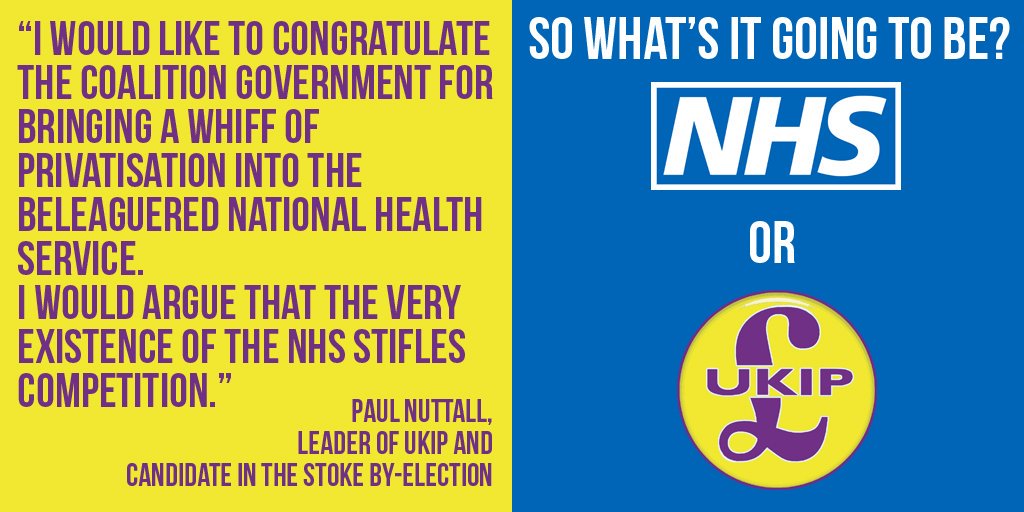 “I WOULD LIKE TO CONGRATULATE
THE COALITION GOVERNMENT FOR
BRINGING A WHIFF OF
PRIVATISATION INTO THE
BELEAGUERED NATIONAL HEALTH
SERVICE.
I WOULD ARGUE THAT THE VERY
EXISTENCE OF THE NHS STIFLES
COMPETITION.”
PAUL NUTTALL,
LEADER OF UKIP AND
CANDIDATE IN THE STOKE BY-ELECTION
SO WHAT’S IT GOING TO BE?
NHS
OR
£
UKIP